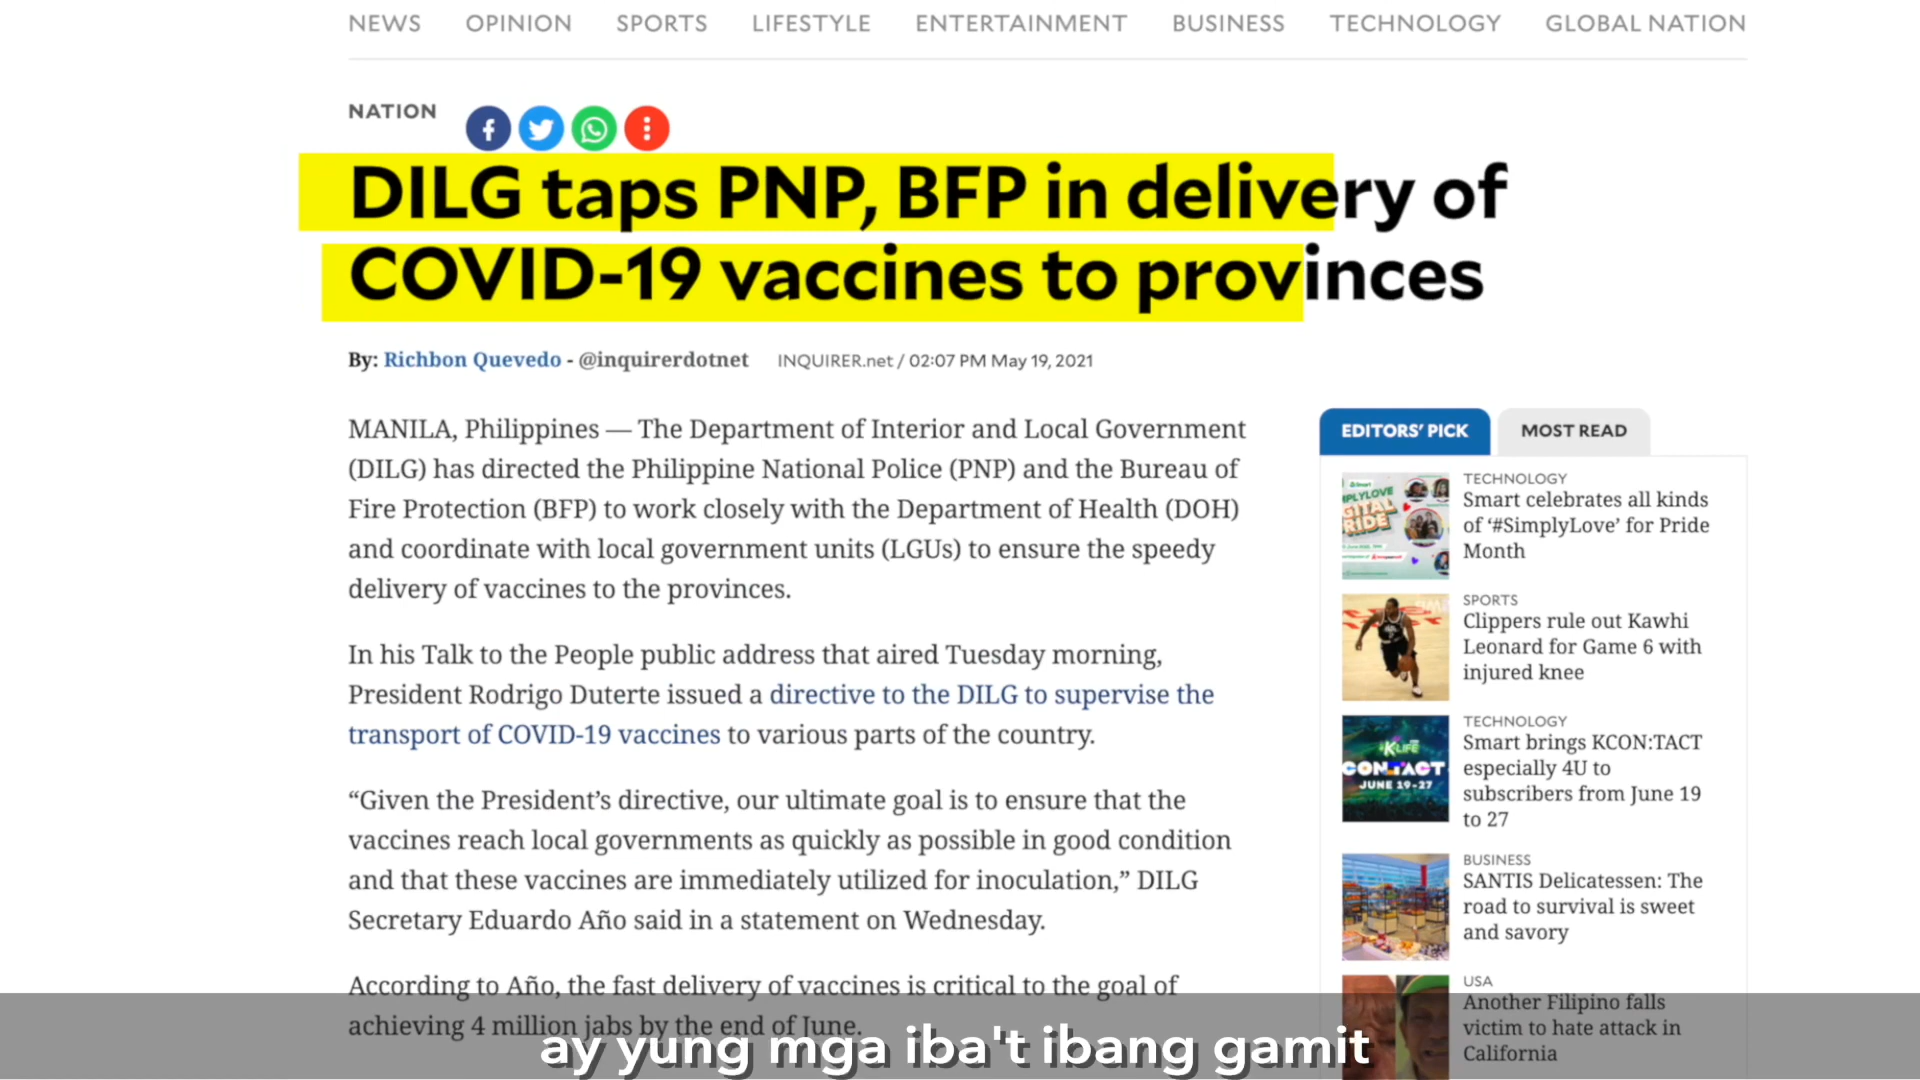 NEWS OPINION SPORTS LIFESTYLE ENTERTAINMENT BUSINESS TECHNOLOGY GLOBAL NATION
NATION
DILG taps PNP, BFP in delivery of
COVID-19 vaccines to provinces
By: Richbon Quevedo - @inquirerdotnet INQUIRER.net / 02:07 PM May 19, 2021
MANILA, Philippines — The Department of Interior and Local Government
(DILG) has directed the Philippine National Police (PNP) and the Bureau of
Fire Protection (BFP) to work closely with the Department of Health (DOH)
and coordinate with local government units (LGUs) to ensure the speedy
delivery of vaccines to the provinces.
In his Talk to the People public address that aired Tuesday morning,
President Rodrigo Duterte issued a directive to the DILG to supervise the
transport of COVID-19 vaccines to various parts of the country.
“Given the President’s directive, our ultimate goal is to ensure that the
vaccines reach local governments as quickly as possible in good condition
and that these vaccines are immediately utilized for inoculation,” DILG
Secretary Eduardo Año said in a statement on Wednesday.
According to Año, the fast delivery of vaccines is critical to the goal of
achieving 4 million jabs by the end of June.
EDITORS’ PICK MOST READ
TECHNOLOGY
Smart celebrates all kinds
of ‘#SimplyLove’ for Pride
Month
SPORTS
Clippers rule out Kawhi
Leonard for Game 6 with
injured knee
K LIFE
CONTACT
JUNE 19-27
TECHNOLOGY
Smart brings KCON:TACT
especially 4U to
subscribers from June 19
to 27
BUSINESS
SANTIS Delicatessen: The
road to survival is sweet
and savory
USA
Another Filipino falls
victim to hate attack in
California
ay yung mga iba't ibang gamit